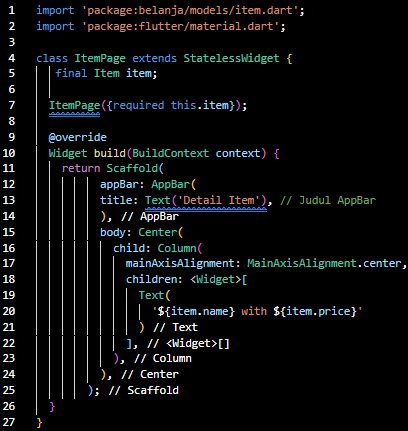 1 import 'package:belanja/models/item.dart';
2 import 'package:flutter/material.dart';
3
4 class ItemPage extends StatelessWidget {
5 final Item item;
6
7 ItemPage({required this.item});
8
9 @override
10 Widget build(BuildContext context) {
11 return Scaffold(
12 appBar: AppBar(
13 title: Text('Detail Item'), // Judul AppBar
14 ), // AppBar
15 body: Center(
16 child: Column(
17 mainAxisAlignment: MainAxisAlignment.center,
18 children: <Widget>[
19 Text(
20 '${item.name} with ${item.price}'
21 ) // Text
22 ], // <Widget>[]
23 ), // Column
24 ), // Center
25 ); // Scaffold
26 }
27 }